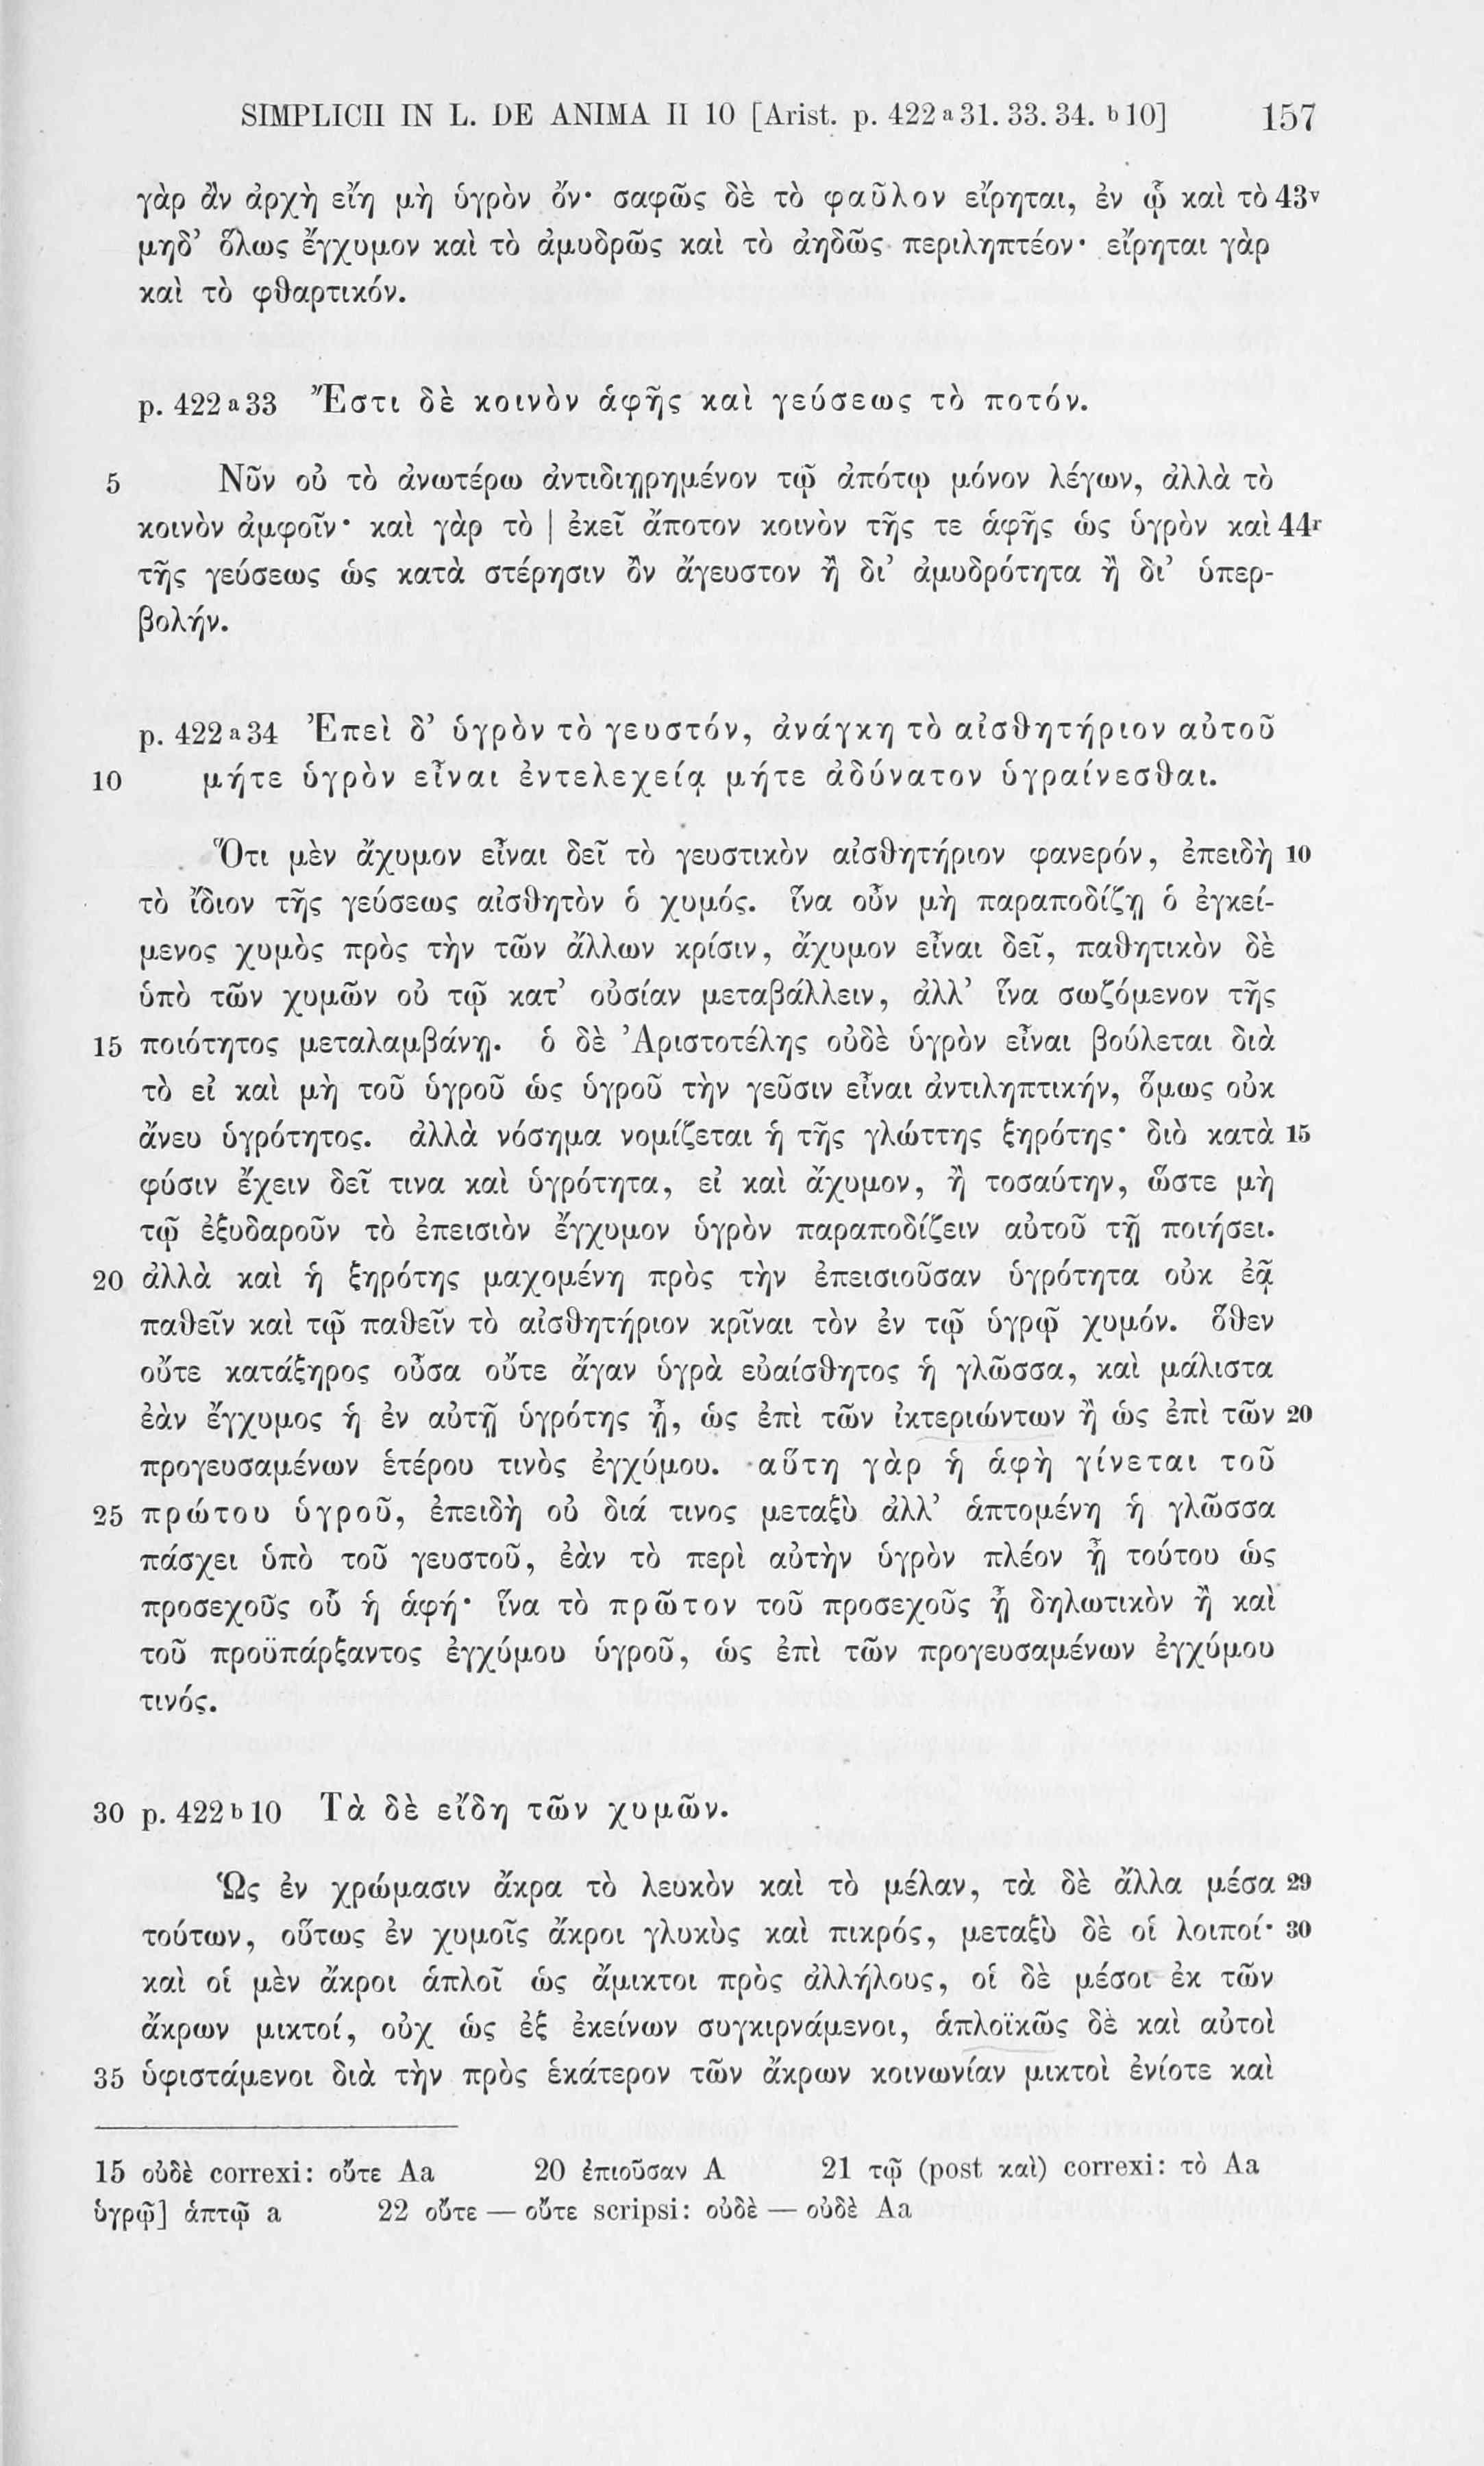 SIMPLICII IN L. DE ANIMA II 10 [Arist. p. 422 a 31. 33. 34. b 10] 157
γὰρ ἂν ἀρχὴ εἴη μὴ ὑγρὸν ὄν· σαφῶς δὲ τὸ φαῦλον εἴρηται, ἐν ᾧ καὶ τὸ 43v
μηδ’ ὅλως ἔγχυμον καὶ τὸ ἀμυδρῶς καὶ τὸ ἀηδῶς περιληπτέον· εἴρηται γὰρ
καὶ τὸ φθαρτικόν.
p. 422 a 33 Ἔστι δὲ κοινὸν ἁφῆς καὶ γεύσεως τὸ ποτόν.
5 Νῦν οὐ τὸ ἀνωτέρω ἀντιδιῃρημένον τῷ ἀπότῳ μόνον λέγων, ἀλλὰ τὸ
κοινὸν ἀμφοῖν· καὶ γὰρ τὸ | ἐκεῖ ἄποτον κοινὸν τῆς τε ἁφῆς ὡς ὑγρὸν καὶ 44r
τῆς γεύσεως ὡς κατὰ στέρησιν ὂν ἄγευστον ἢ δι’ ἀμυδρότητα ἢ δι’ ὑπερ-
βολήν.
p. 422 a 34 Ἐπεὶ δ’ ὑγρὸν τὸ γευστόν, ἀνάγκη τὸ αἰσθητήριον αὐτοῦ
10 μήτε ὑγρὸν εἶναι ἐντελεχείᾳ μήτε ἀδύνατον ὑγραίνεσθαι.
Ὅτι μὲν ἄχυμον εἶναι δεῖ τὸ γευστικὸν αἰσθητήριον φανερόν, ἐπειδὴ 10
τὸ ἴδιον τῆς γεύσεως αἰσθητὸν ὁ χυμός. ἵνα οὖν μὴ παραποδίζῃ ὁ ἐγκεί-
μενος χυμὸς πρὸς τὴν τῶν ἄλλων κρίσιν, ἄχυμον εἶναι δεῖ, παθητικὸν δὲ
ὑπὸ τῶν χυμῶν οὐ τῷ κατ’ οὐσίαν μεταβάλλειν, ἀλλ’ ἵνα σωζόμενον τῆς
15 ποιότητος μεταλαμβάνῃ. ὁ δὲ Ἀριστοτέλης οὐδὲ ὑγρὸν εἶναι βούλεται διὰ
τὸ εἰ καὶ μὴ τοῦ ὑγροῦ ὡς ὑγροῦ τὴν γεῦσιν εἶναι ἀντιληπτικήν, ὅμως οὐκ
ἄνευ ὑγρότητος. ἀλλὰ νόσημα νομίζεται ἡ τῆς γλώττης ξηρότης· διὸ κατὰ 15
φύσιν ἔχειν δεῖ τινα καὶ ὑγρότητα, εἰ καὶ ἄχυμον, ἢ τοσαύτην, ὥστε μὴ
τῷ ἐξυδαροῦν τὸ ἐπεισιὸν ἔγχυμον ὑγρὸν παραποδίζειν αὐτοῦ τῇ ποιήσει.
20 ἀλλὰ καὶ ἡ ξηρότης μαχομένη πρὸς τὴν ἐπεισιοῦσαν ὑγρότητα οὐκ ἐᾷ
παθεῖν καὶ τῷ παθεῖν τὸ αἰσθητήριον κρῖναι τὸν ἐν τῷ ὑγρῷ χυμόν. ὅθεν
οὔτε κατάξηρος οὖσα οὔτε ἄγαν ὑγρὰ εὐαίσθητος ἡ γλῶσσα, καὶ μάλιστα
ἐὰν ἔγχυμος ἡ ἐν αὐτῇ ὑγρότης ᾖ, ὡς ἐπὶ τῶν ἰκτεριώντων ἢ ὡς ἐπὶ τῶν 20
προγευσαμένων ἑτέρου τινὸς ἐγχύμου. αὕτη γὰρ ἡ ἁφὴ γίνεται τοῦ
25 πρώτου ὑγροῦ, ἐπειδὴ οὐ διά τινος μεταξὺ ἀλλ’ ἁπτομένη ἡ γλῶσσα
πάσχει ὑπὸ τοῦ γευστοῦ, ἐὰν τὸ περὶ αὐτὴν ὑγρὸν πλέον ᾖ τούτου ὡς
προσεχοῦς οὗ ἡ ἁφή· ἵνα τὸ πρῶτον τοῦ προσεχοῦς ᾖ δηλωτικὸν ἢ καὶ
τοῦ προϋπάρξαντος ἐγχύμου ὑγροῦ, ὡς ἐπὶ τῶν προγευσαμένων ἐγχύμου
τινός.
30 p. 422 b 10 Τὰ δὲ εἴδη τῶν χυμῶν.
Ὡς ἐν χρώμασιν ἄκρα τὸ λευκὸν καὶ τὸ μέλαν, τὰ δὲ ἄλλα μέσα 29
τούτων, οὕτως ἐν χυμοῖς ἄκροι γλυκὺς καὶ πικρός, μεταξὺ δὲ οἱ λοιποί· 30
καὶ οἱ μὲν ἄκροι ἁπλοῖ ὡς ἄμικτοι πρὸς ἀλλήλους, οἱ δὲ μέσοι ἐκ τῶν
ἄκρων μικτοί, οὐχ ὡς ἐξ ἐκείνων συγκιρνάμενοι, ἁπλοϊκῶς δὲ καὶ αὐτοὶ
35 ὑφιστάμενοι διὰ τὴν πρὸς ἑκάτερον τῶν ἄκρων κοινωνίαν μικτοὶ ἐνίοτε καὶ
15 οὐδὲ correxi: οὔτε Aa 20 ἐπιοῦσαν A 21 τῷ (post καὶ) correxi: τὸ Aa
ὑγρῷ] ἁπτῷ a 22 οὔτε — οὔτε scripsi: οὐδὲ — οὐδὲ Aa